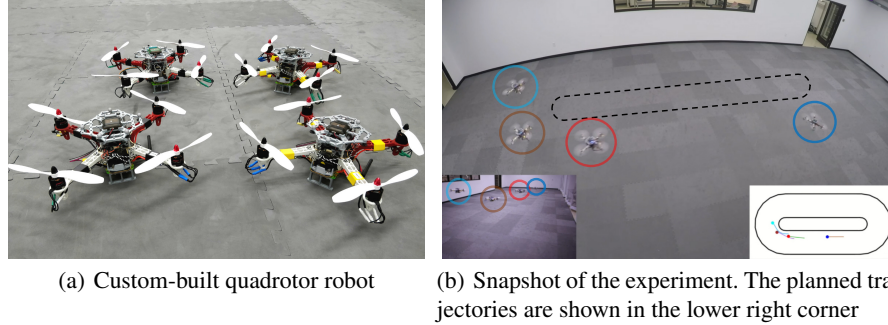 (a) Custom-built quadrotor robot
(b) Snapshot of the experiment. The planned tra-
jectories are shown in the lower right corner